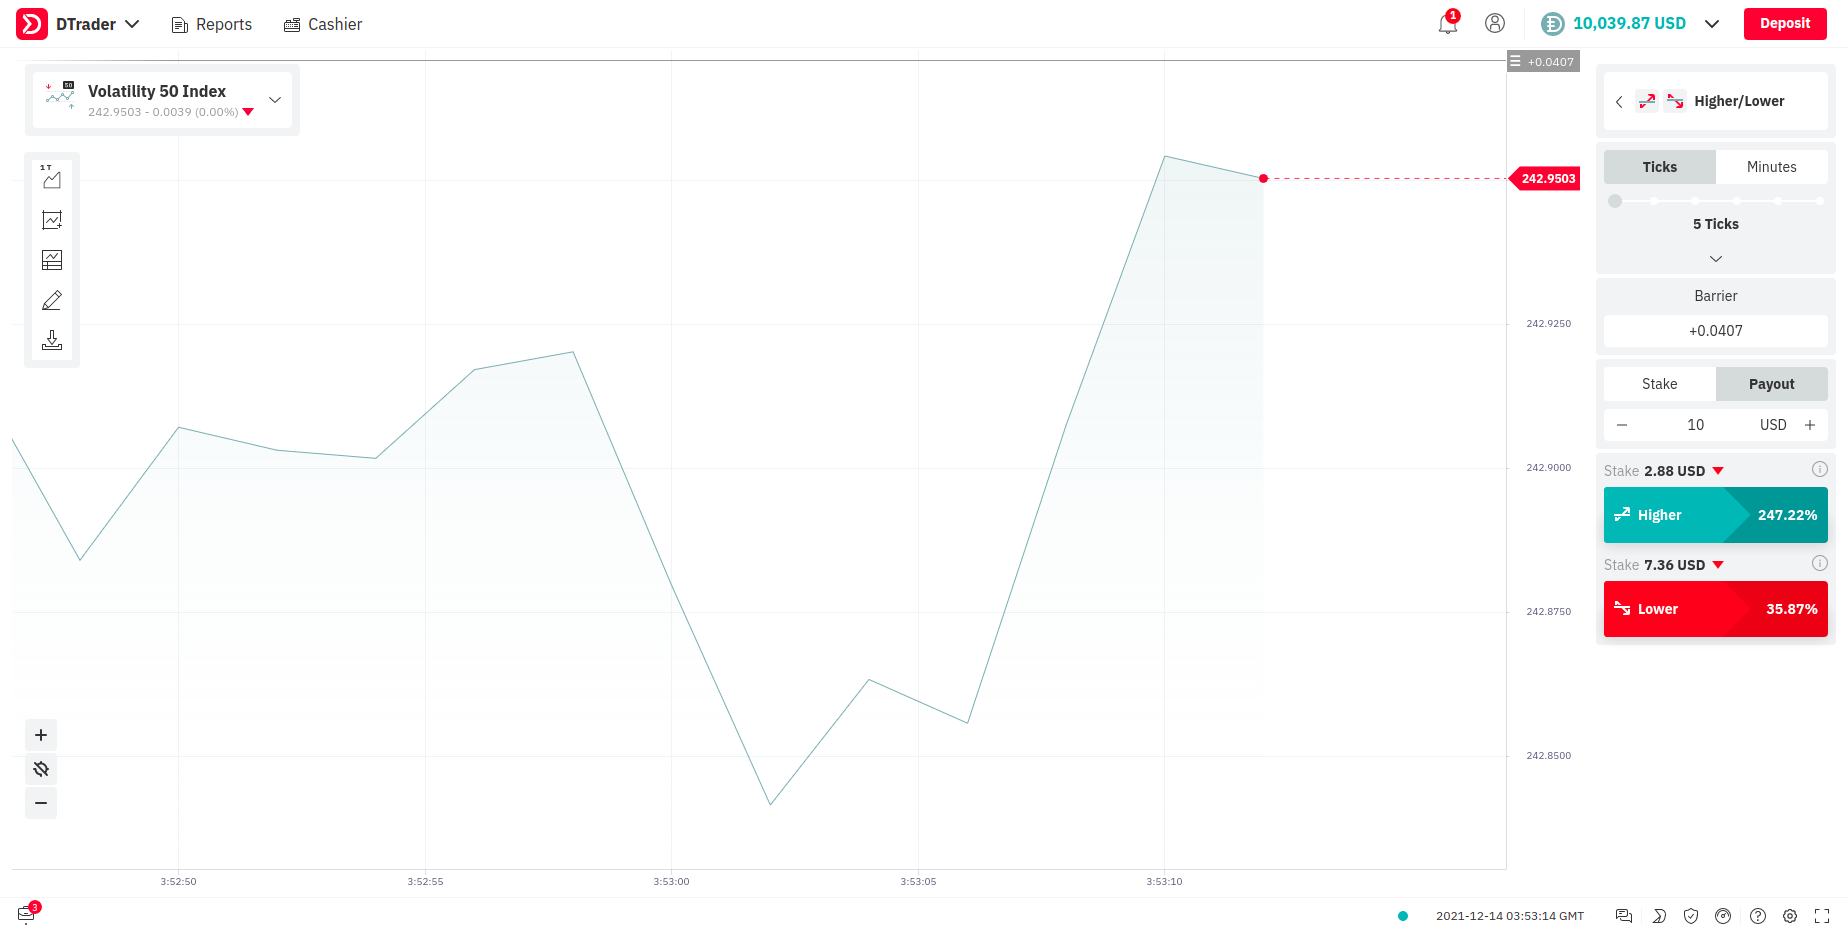 DTrader
Reports
Cashier
1
10,039.87 USD
Deposit
+0.0407
50
Volatility 50 Index
242.9503 - 0.0039 (0.00%)
1 T
242.9503
242.9250
242.9000
242.8750
242.8500
3:52:50
3:52:55
3:53:00
3:53:05
3:53:10
Higher/Lower
Ticks
Minutes
5 Ticks
Barrier
+0.0407
Stake
Payout
10
USD
Stake 2.88 USD
Higher
247.22%
Stake 7.36 USD
Lower
35.87%
3
2021-12-14 03:53:14 GMT